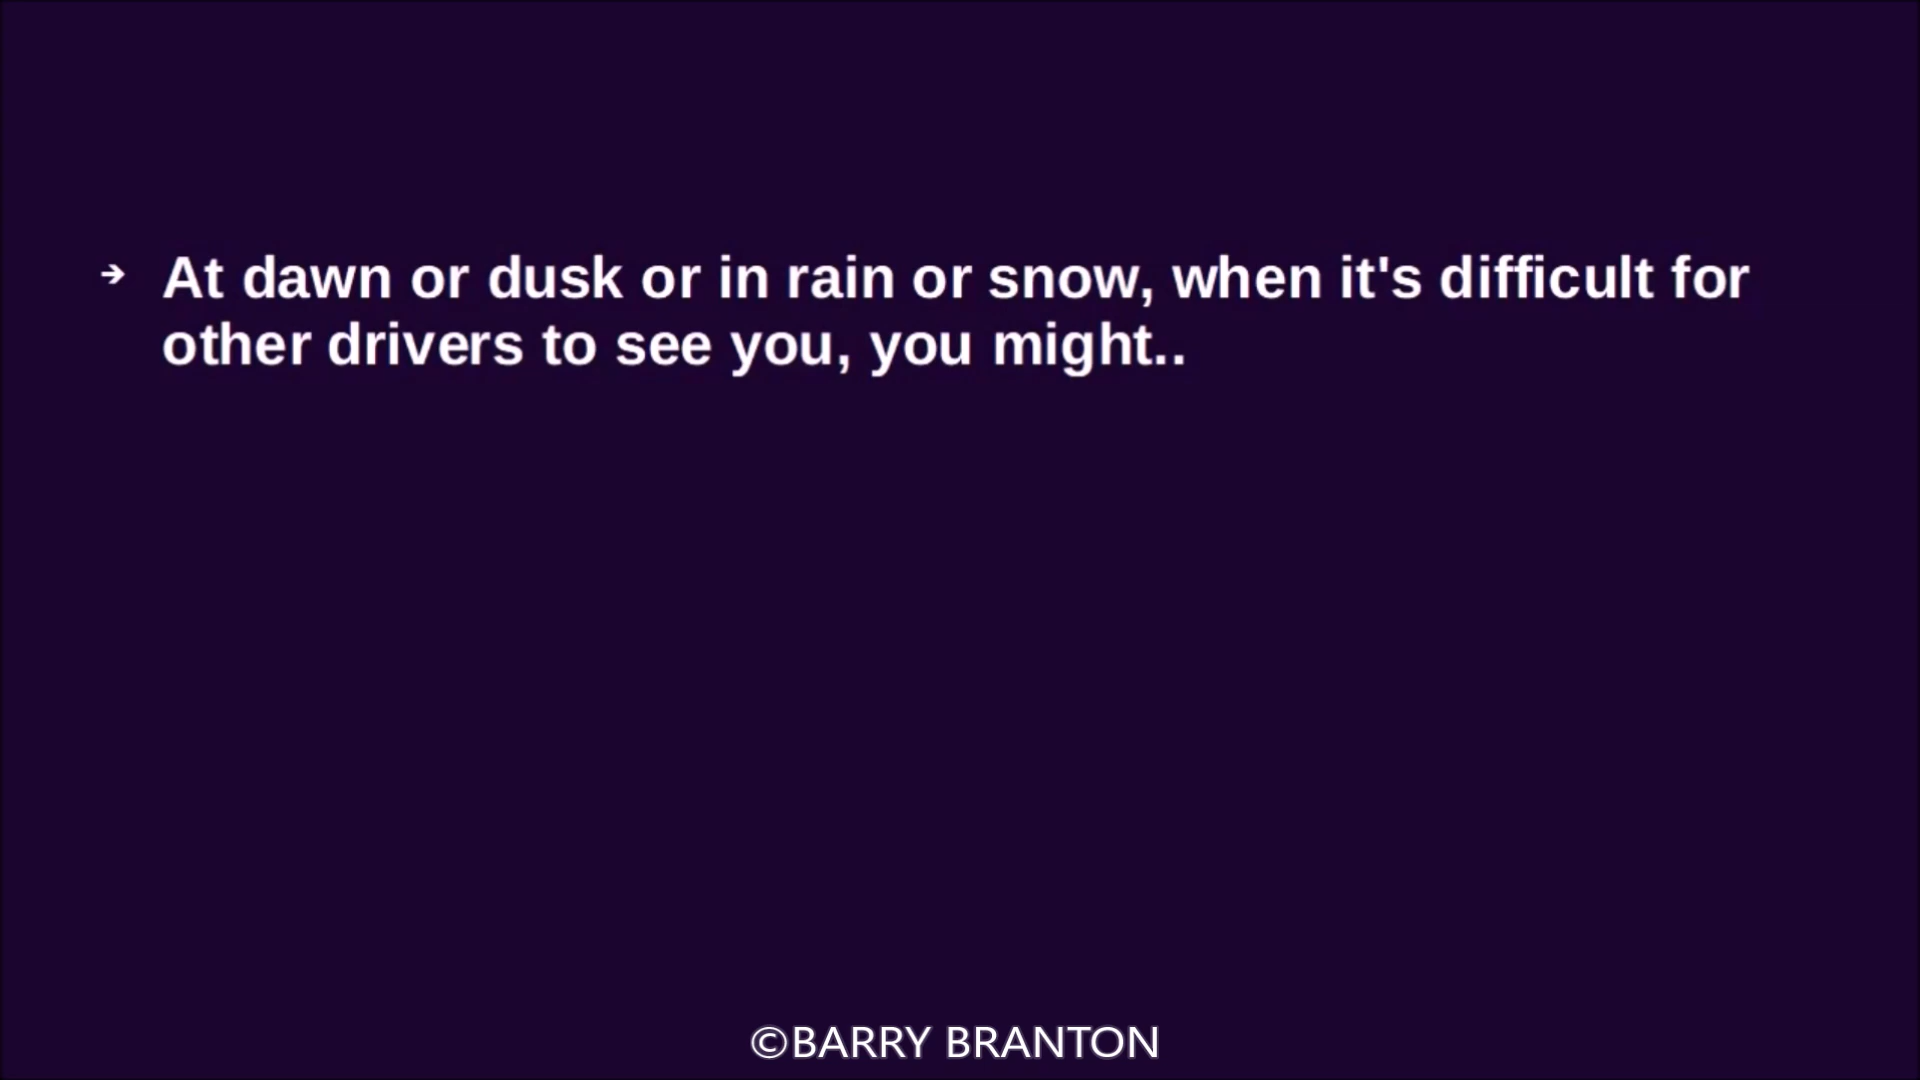 ➔ At dawn or dusk or in rain or snow, when it's difficult for
other drivers to see you, you might..
©BARRY BRANTON